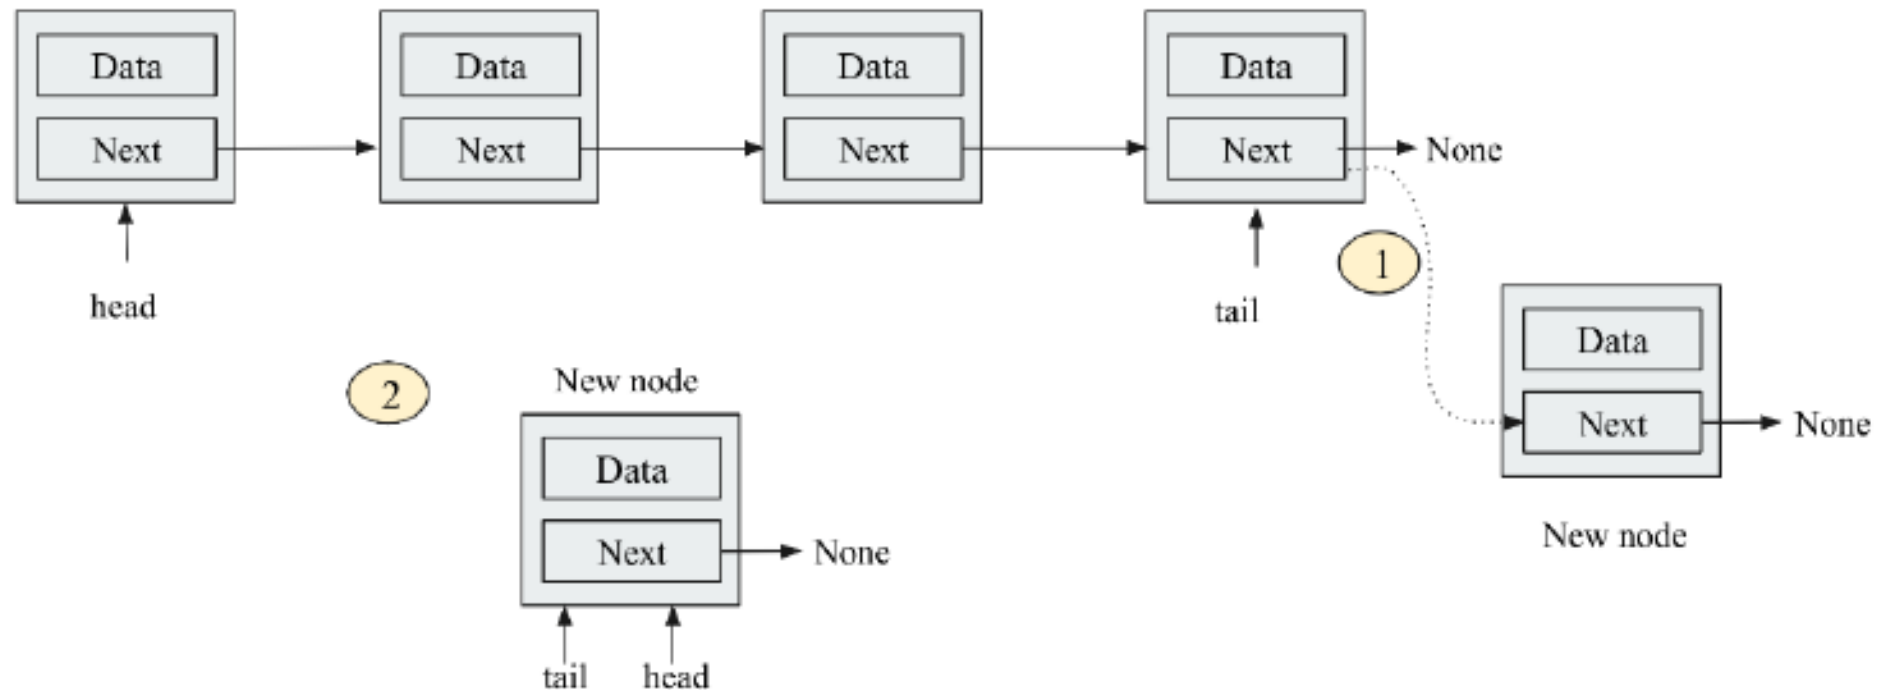 Data
Next
Data
Next
Data
Next
Data
Next
None
head
tail
1
Data
Next
None
New node
2
New node
Data
Next
None
tail head